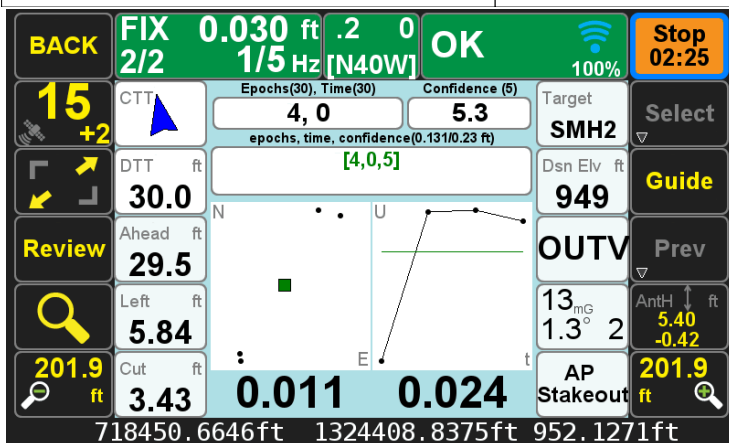 BACK
FIX 0.030 ft
2/2 1/5 Hz
.2 0
[N40W]
OK
100%
Stop
02:25
15
+2
CTT
Epochs(30), Time(30)
4, 0
Confidence (5)
5.3
epochs, time, confidence(0.131/0.23 ft)
[4,0,5]
Target
SMH2
Select
DTT ft
30.0
Dsn Elv ft
949
Guide
Review
Ahead ft
29.5
N
U
OUTV
Prev
Left ft
5.84
13mG
1.3° 2
AntH ft
5.40
-0.42
201.9
ft
Cut ft
3.43
E
t
0.011 0.024
AP
Stakeout
201.9
ft
718450.6646ft 1324408.8375ft 952.1271ft